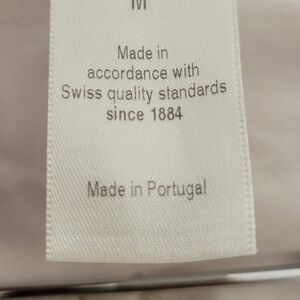 M
Made in
accordance with
Swiss quality standards
since 1884
Made in Portugal